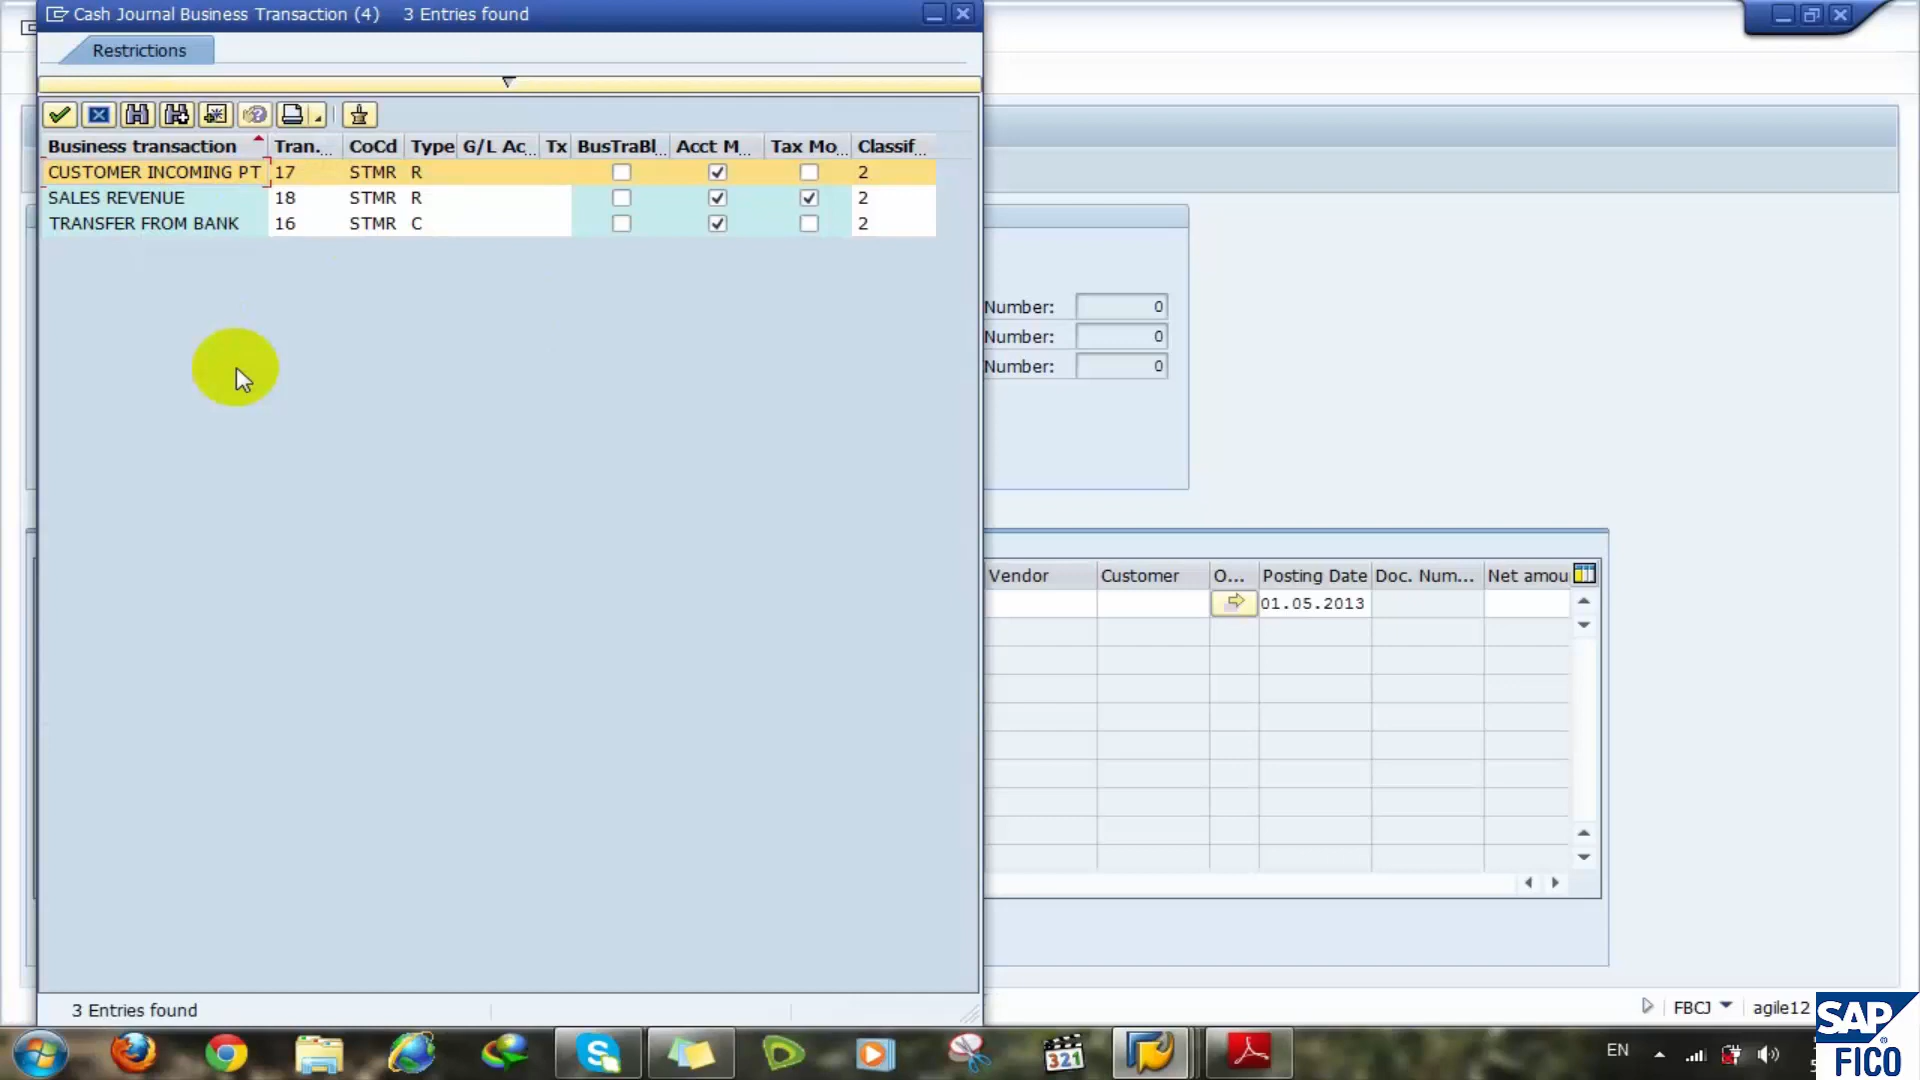 Cash Journal Business Transaction (4) 3 Entries found
Restrictions
Business transaction Tran... CoCd Type G/L Ac... Tx BusTraBl... Acct M... Tax Mo... Classif...
CUSTOMER INCOMING PT 17 STMR R 2
SALES REVENUE 18 STMR R 2
TRANSFER FROM BANK 16 STMR C 2
Number: 0
Number: 0
Number: 0
Vendor Customer O... Posting Date Doc. Num... Net amou
01.05.2013
3 Entries found
FBCJ agile12
SAP
®
FICO
321
EN